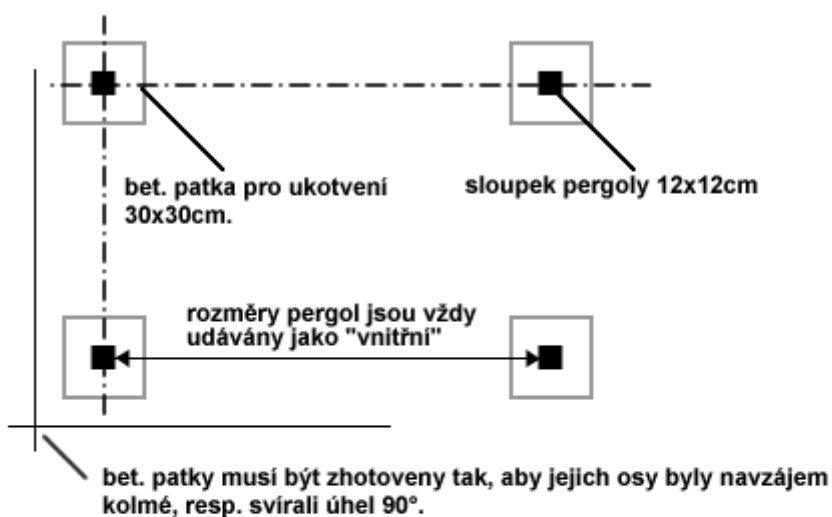 bet. patka pro ukotvení
30x30cm.
sloupek pergoly 12x12cm
rozměry pergol jsou vždy
udávány jako "vnitřní"
bet. patky musí být zhotoveny tak, aby jejich osy byly navzájem
kolmé, resp. svírali úhel 90°.